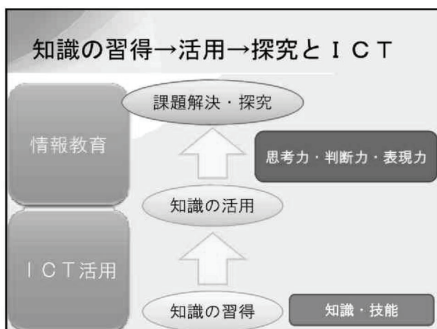 知識の習得→活用→探究とＩＣＴ
課題解決・探究
情報教育
思考力・判断力・表現力
知識の活用
ＩＣＴ活用
知識の習得
知識・技能